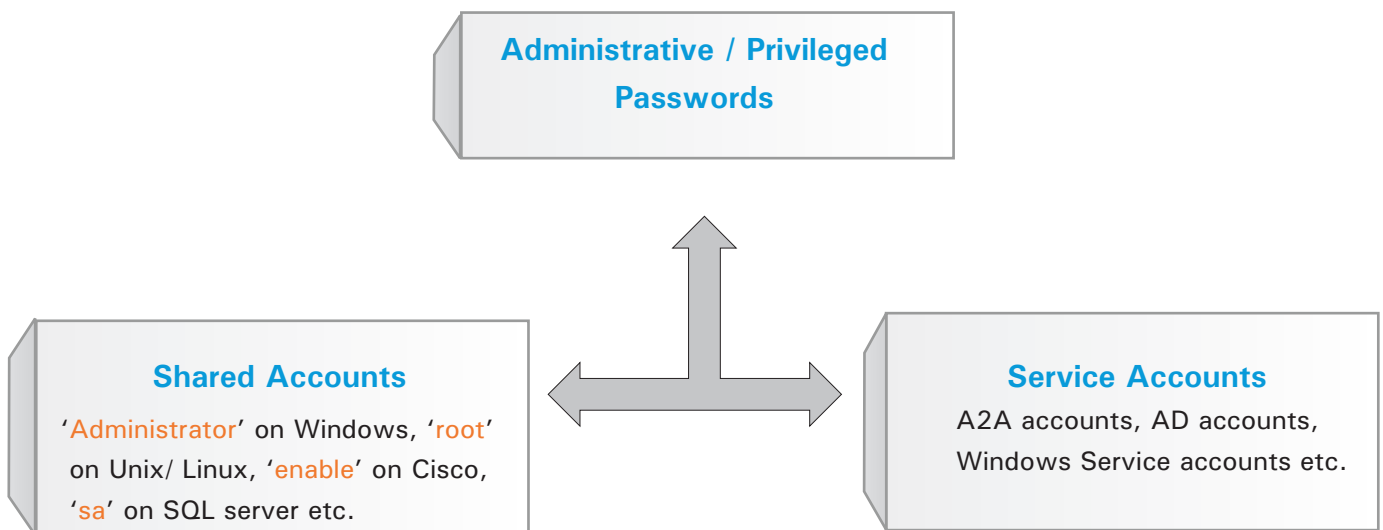 Administrative / Privileged
Passwords
Shared Accounts
‘Administrator’ on Windows, ‘root’
on Unix/ Linux, ‘enable’ on Cisco,
‘sa’ on SQL server etc.
Service Accounts
A2A accounts, AD accounts,
Windows Service accounts etc.